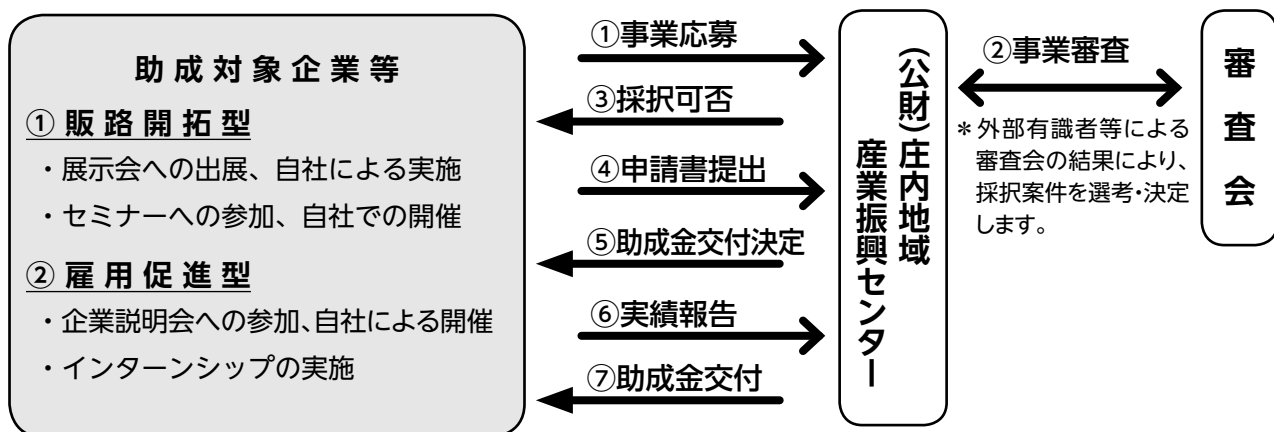 助成対象企業等
①販路開拓型
・展示会への出展、自社による実施
・セミナーへの参加、自社での開催
②雇用促進型
・企業説明会への参加、自社による開催
・インターンシップの実施
①事業応募
③採択可否
④申請書提出
⑤助成金交付決定
⑥実績報告
⑦助成金交付
(公財)庄内地域
産業振興センター
②事業審査
＊外部有識者等による
審査会の結果により、
採択案件を選考・決定
します。
審査会